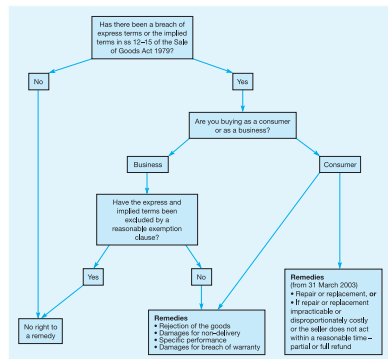 Has there been a breach of
express terms or the implied
terms in ss 12–15 of the Sale
of Goods Act 1979?
No
Yes
Are you buying as a consumer
or as a business?
Business
Consumer
Have the express and
implied terms been
excluded by a
reasonable exemption
clause?
Yes
No
No right to
a remedy
Remedies
• Rejection of the goods
• Damages for non-delivery
• Specific performance
• Damages for breach of warranty
Remedies
(from 31 March 2003)
• Repair or replacement, or
• If repair or replacement
impracticable or
disproportionately costly
or the seller does not act
within a reasonable time–
partial or full refund